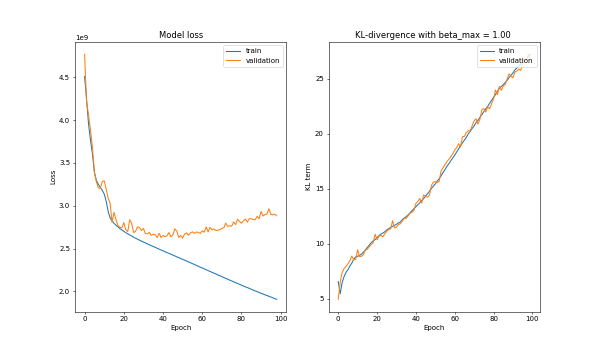 Model loss
1e9
train
validation
4.5
4.0
3.5
3.0
2.5
2.0
Loss
0 20 40 60 80 100
Epoch
KL-divergence with beta_max = 1.00
train
validation
25
20
15
10
5
KL term
0 20 40 60 80 100
Epoch